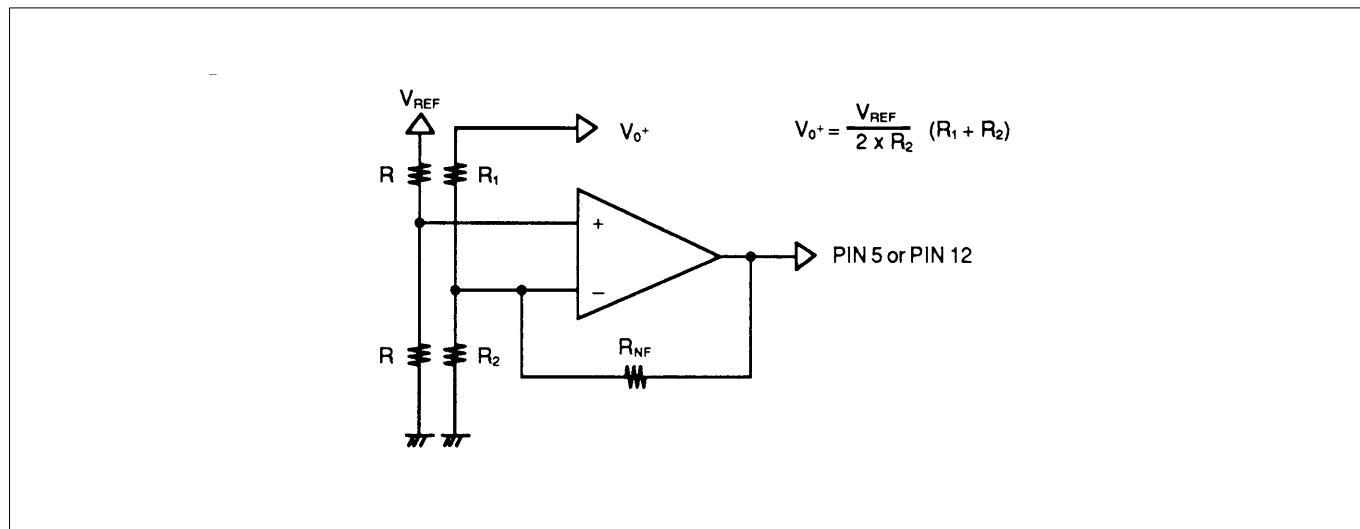 V_REF
V_0+
V_0+ = V_REF / 2 x R_2 (R_1 + R_2)
R
R_1
+
PIN 5 or PIN 12
−
R_NF
R
R_2